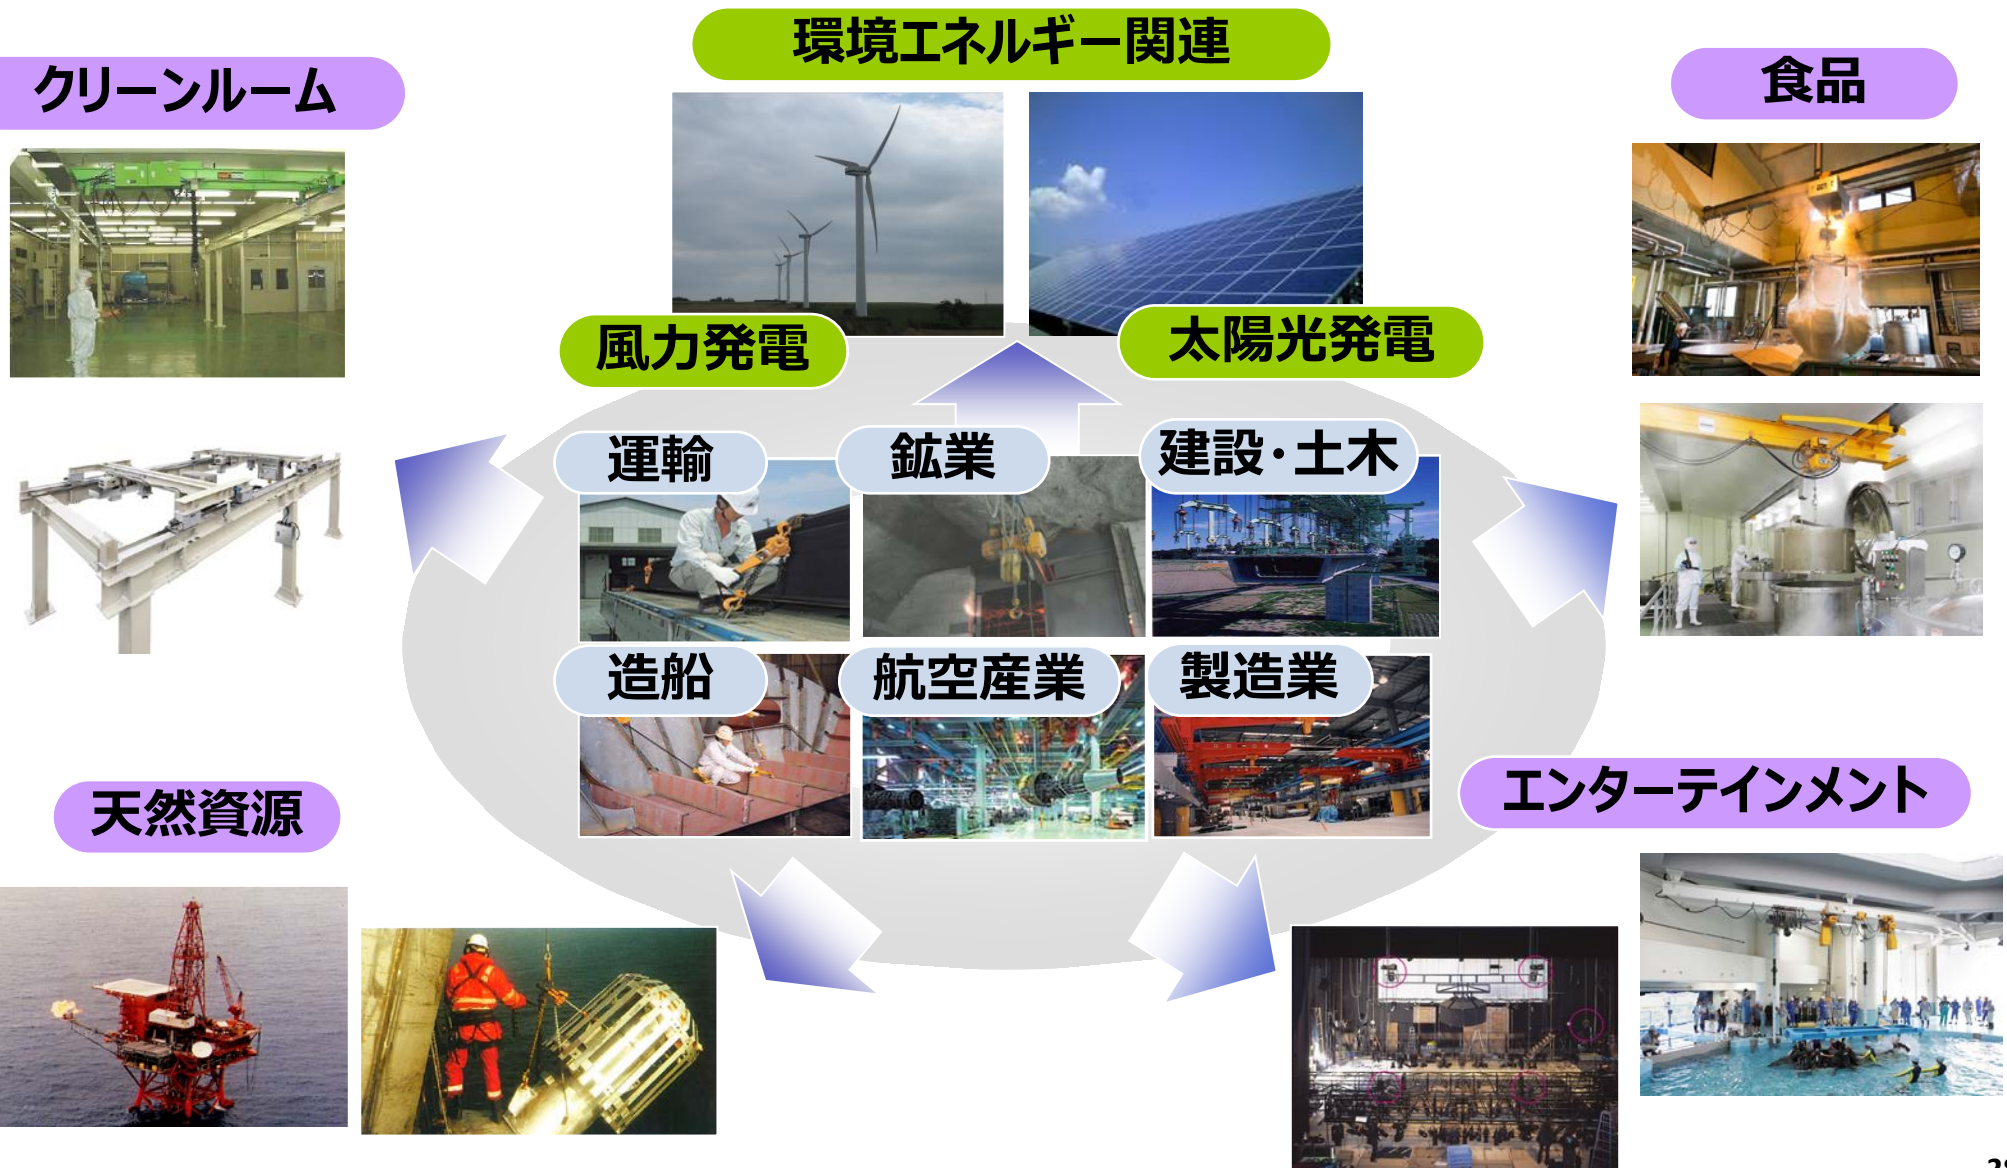 環境エネルギー関連
クリーンルーム
食品
風力発電
太陽光発電
運輸
鉱業
建設・土木
造船
航空産業
製造業
天然資源
エンターテインメント